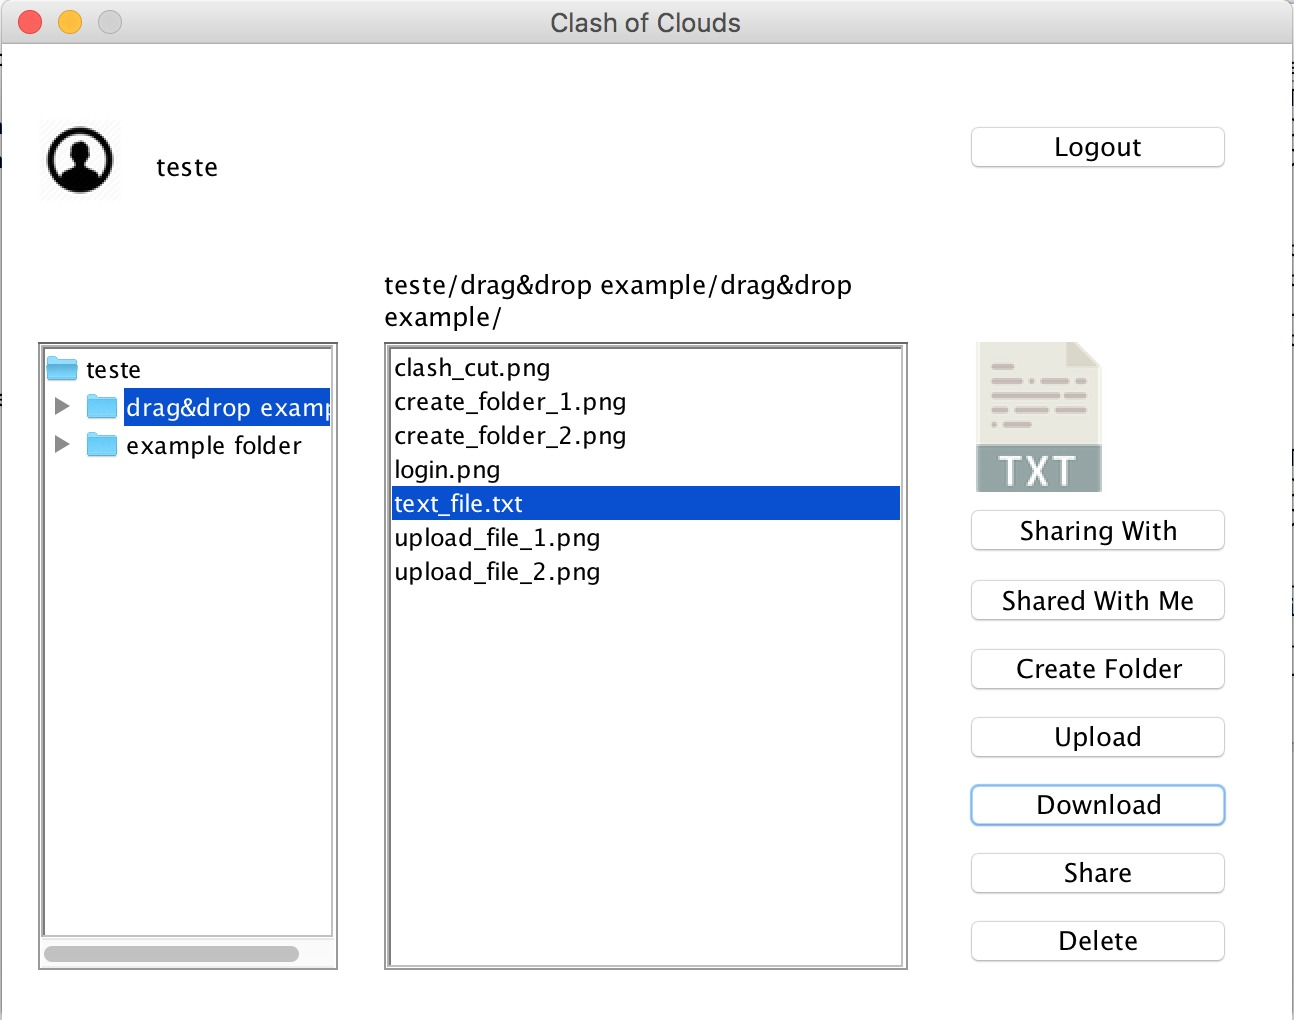 Clash of Clouds
teste
Logout
teste/drag&drop example/drag&drop
example/
teste
drag&drop examp
example folder
clash_cut.png
create_folder_1.png
create_folder_2.png
login.png
text_file.txt
upload_file_1.png
upload_file_2.png
TXT
Sharing With
Shared With Me
Create Folder
Upload
Download
Share
Delete